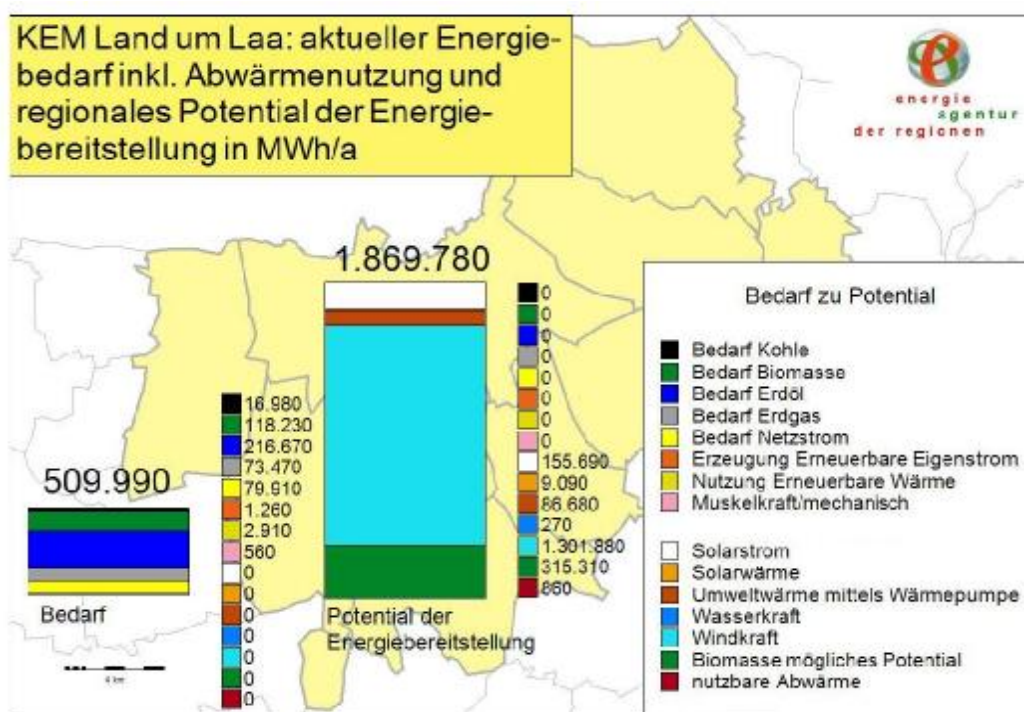 KEM Land um Laa: aktueller Energie-
bedarf inkl. Abwärmenutzung und
regionales Potential der Energie-
bereitstellung in MWh/a
energie
agentur
der regionen
1.869.780
0
0
0
0
0
0
0
0
155.690
9.090
86.680
270
1.301.880
315.310
860
16.980
118.230
216.670
73.470
79.910
1.260
2.910
560
0
0
0
0
0
0
0
509.990
Bedarf
Potential der
Energiebereitstellung
4 km
Bedarf zu Potential
Bedarf Kohle
Bedarf Biomasse
Bedarf Erdöl
Bedarf Erdgas
Bedarf Netzstrom
Erzeugung Erneuerbare Eigenstrom
Nutzung Erneuerbare Wärme
Muskelkraft/mechanisch
Solarstrom
Solarwärme
Umweltwärme mittels Wärmepumpe
Wasserkraft
Windkraft
Biomasse mögliches Potential
nutzbare Abwärme